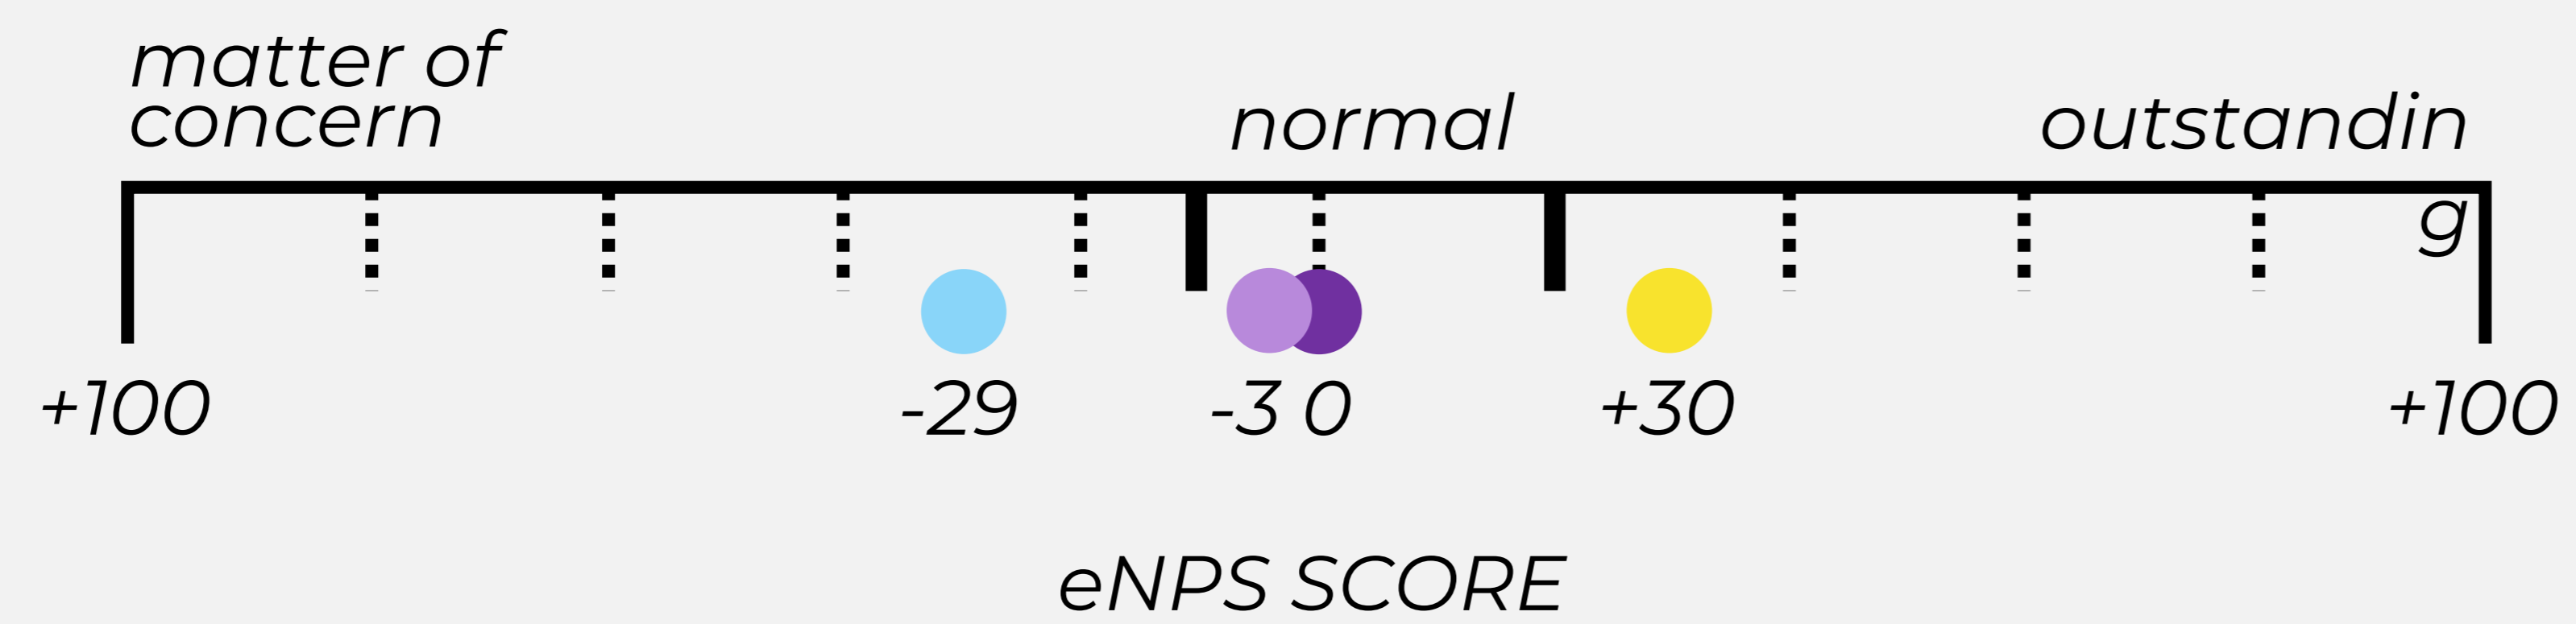 matter of
concern
normal
outstandin
g
+100
-29
-3 0
+30
+100
eNPS SCORE